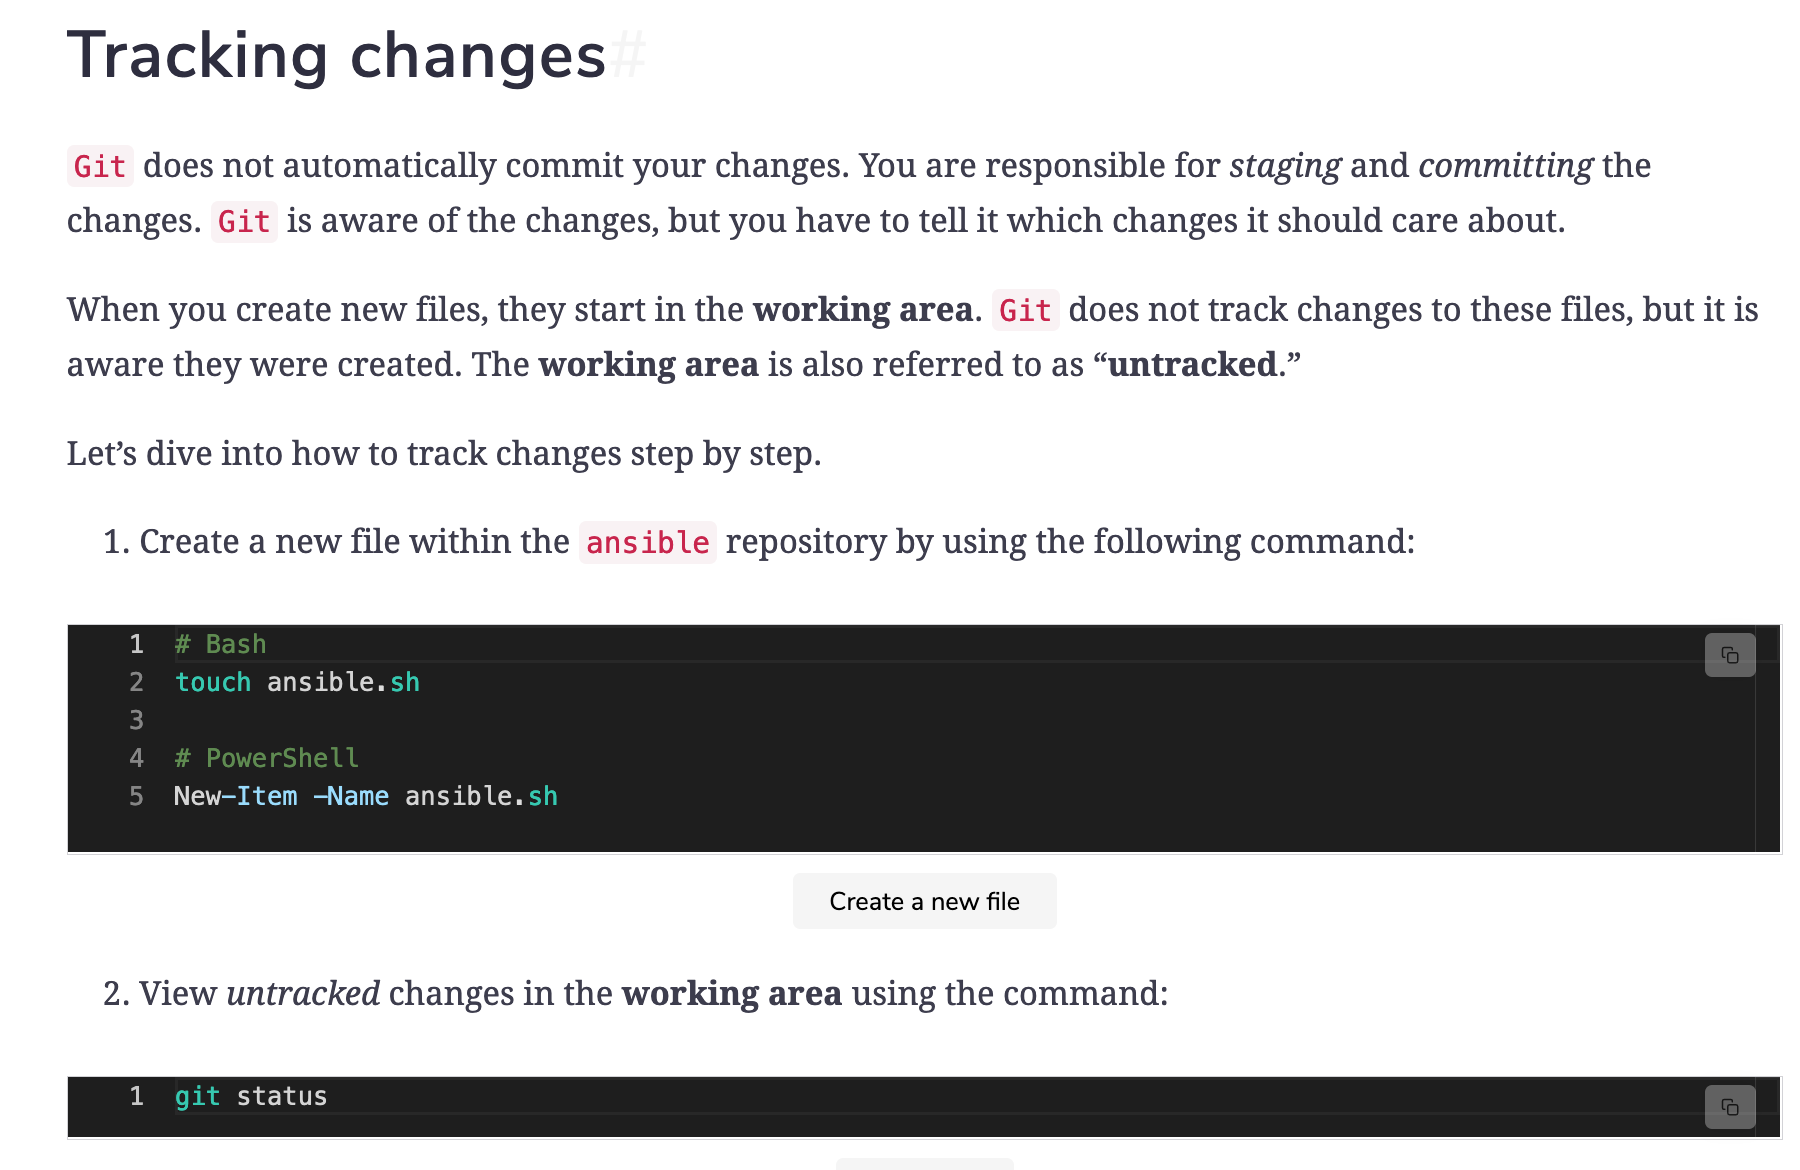 Tracking changes#
Git does not automatically commit your changes. You are responsible for staging and committing the
changes. Git is aware of the changes, but you have to tell it which changes it should care about.
When you create new files, they start in the working area. Git does not track changes to these files, but it is
aware they were created. The working area is also referred to as “untracked.”
Let’s dive into how to track changes step by step.
1. Create a new file within the ansible repository by using the following command:
1 # Bash
2 touch ansible.sh
3
4 # PowerShell
5 New-Item -Name ansible.sh
Create a new file
2. View untracked changes in the working area using the command:
1 git status